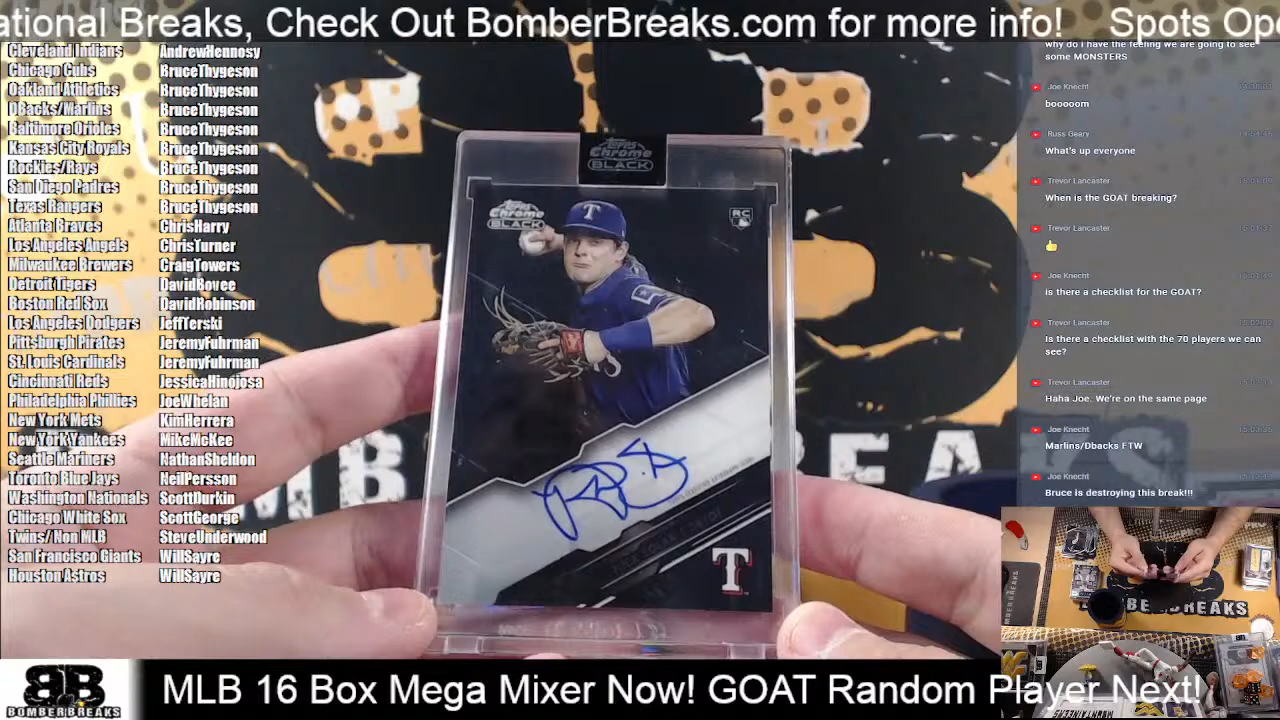 ational Breaks, Check Out BomberBreaks.com for more info! Spots Ope
Cleveland Indians AndrewHennosy
Chicago Cubs BruceThygeson
Oakland Athletics BruceThygeson
DBacks/Marlins BruceThygeson
Baltimore Orioles BruceThygeson
Kansas City Royals BruceThygeson
Rockies/Rays BruceThygeson
San Diego Padres BruceThygeson
Texas Rangers BruceThygeson
Atlanta Braves ChrisHarry
Los Angeles Angels ChrisTurner
Milwaukee Brewers CraigTowers
Detroit Tigers DavidBovee
Boston Red Sox DavidRobinson
Los Angeles Dodgers JeffTerski
Pittsburgh Pirates JeremyFuhrman
St. Louis Cardinals JeremyFuhrman
Cincinnati Reds JessicaHinojosa
Philadelphia Phillies JoeWhelan
New York Mets KimHerrera
New York Yankees MikeMcKee
Seattle Mariners NathanSheldon
Toronto Blue Jays NeilPersson
Washington Nationals ScottDurkin
Chicago White Sox ScottGeorge
Twins/ Non MLB SteveUnderwood
San Francisco Giants WillSayre
Houston Astros WillSayre
Topps
Chrome
BLACK
Topps
Chrome
BLACK
RC
T
T
why do i have the feeling we are going to see
some MONSTERS
Joe Knecht
booooom
Russ Geary
What's up everyone
Trevor Lancaster
When is the GOAT breaking?
Trevor Lancaster
Joe Knecht
is there a checklist for the GOAT?
Trevor Lancaster
Is there a checklist with the 70 players we can
see?
Trevor Lancaster
Haha Joe. We're on the same page
Joe Knecht
Marlins/Dbacks FTW
Joe Knecht
Bruce is destroying this break!!!
BOMBERBREAKS
BB
BOMBERBREAKS
MLB 16 Box Mega Mixer Now! GOAT Random Player Next!